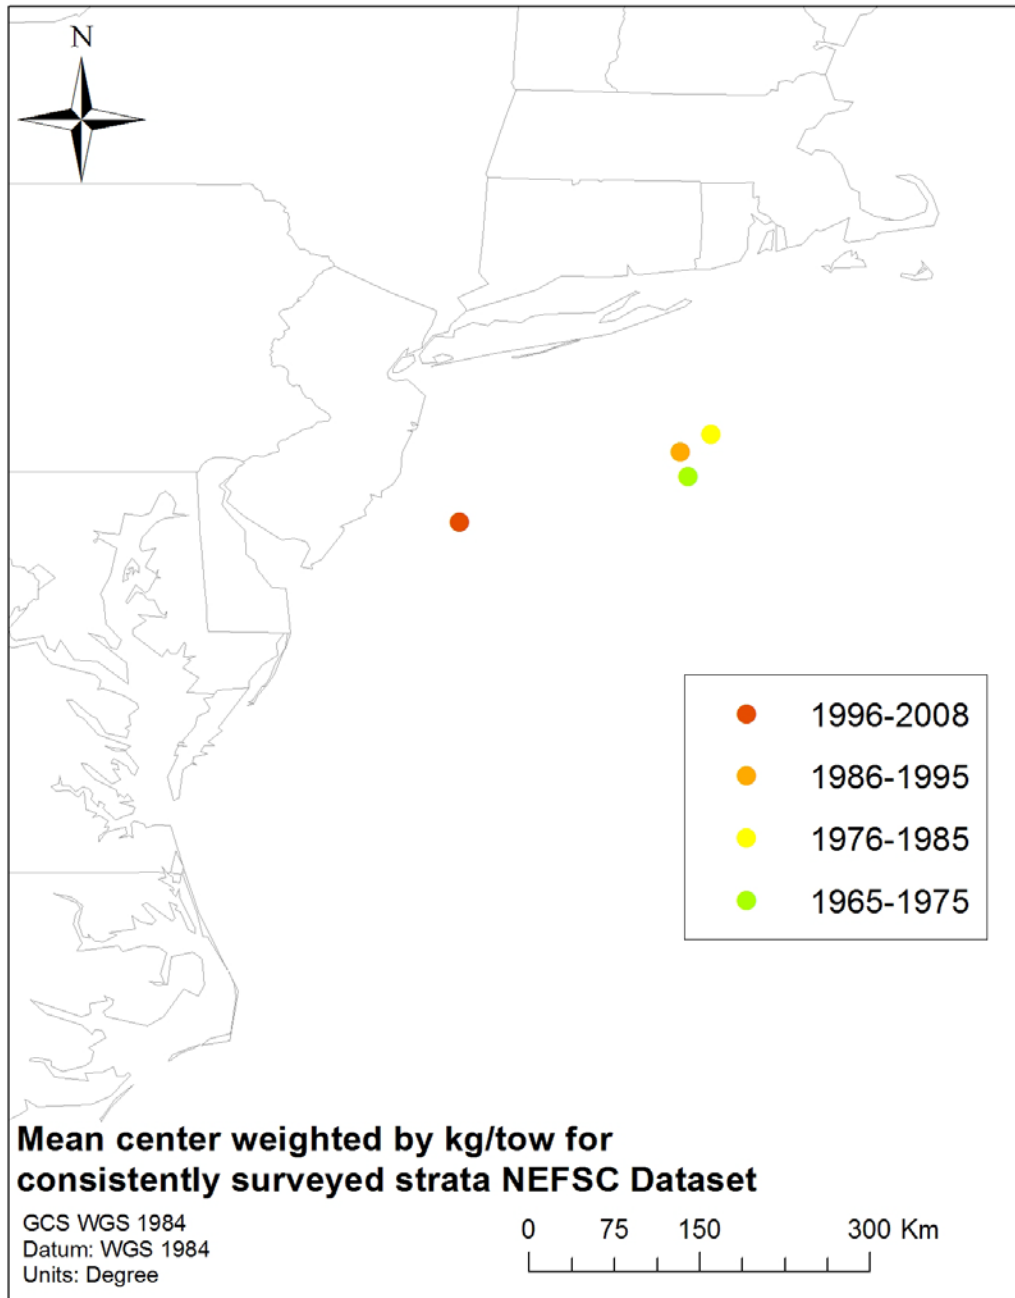 N
1996-2008
1986-1995
1976-1985
1965-1975
Mean center weighted by kg/tow for
consistently surveyed strata NEFSC Dataset
GCS WGS 1984
Datum: WGS 1984
Units: Degree
0 75 150 300 Km